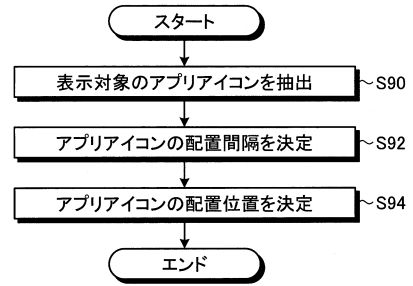 スタート
表示対象のアプリアイコンを抽出 ～S90
アプリアイコンの配置間隔を決定 ～S92
アプリアイコンの配置位置を決定 ～S94
エンド